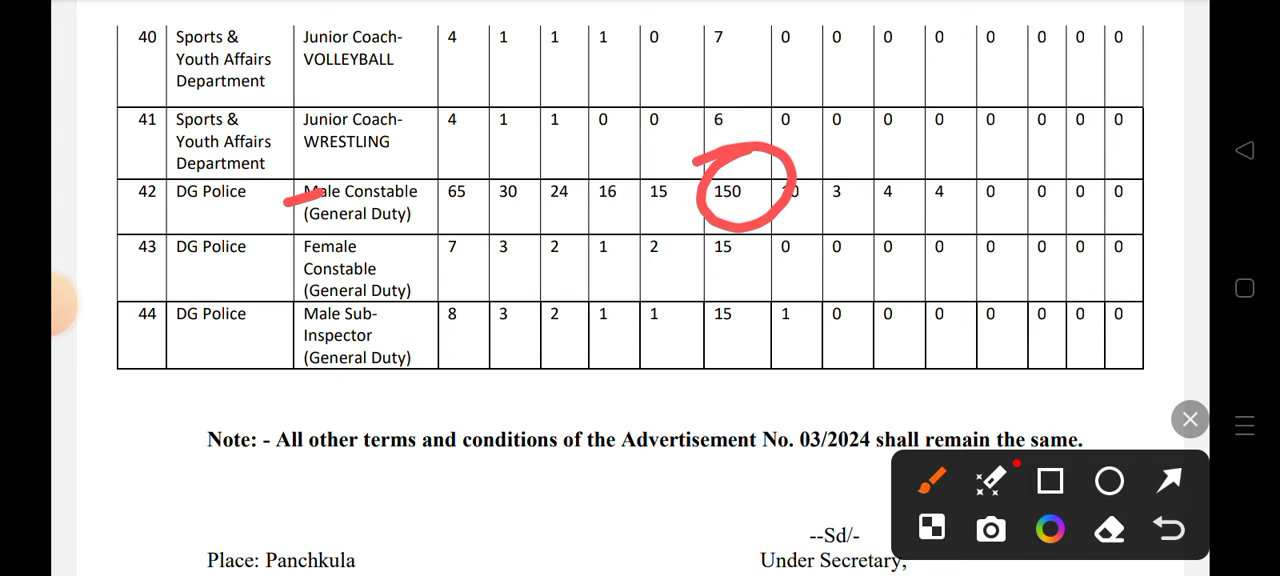 40 Sports & Junior Coach- 4 1 1 1 0 7 0 0 0 0 0 0 0 0
Youth Affairs VOLLEYBALL
Department
41 Sports & Junior Coach- 4 1 1 0 0 6 0 0 0 0 0 0 0 0
Youth Affairs WRESTLING
Department
42 DG Police Male Constable 65 30 24 16 15 150 10 3 4 4 0 0 0 0
(General Duty)
43 DG Police Female 7 3 2 1 2 15 0 0 0 0 0 0 0 0
Constable
(General Duty)
44 DG Police Male Sub- 8 3 2 1 1 15 1 0 0 0 0 0 0 0
Inspector
(General Duty)
Note: - All other terms and conditions of the Advertisement No. 03/2024 shall remain the same.
--Sd/-
Place: Panchkula Under Secretary,